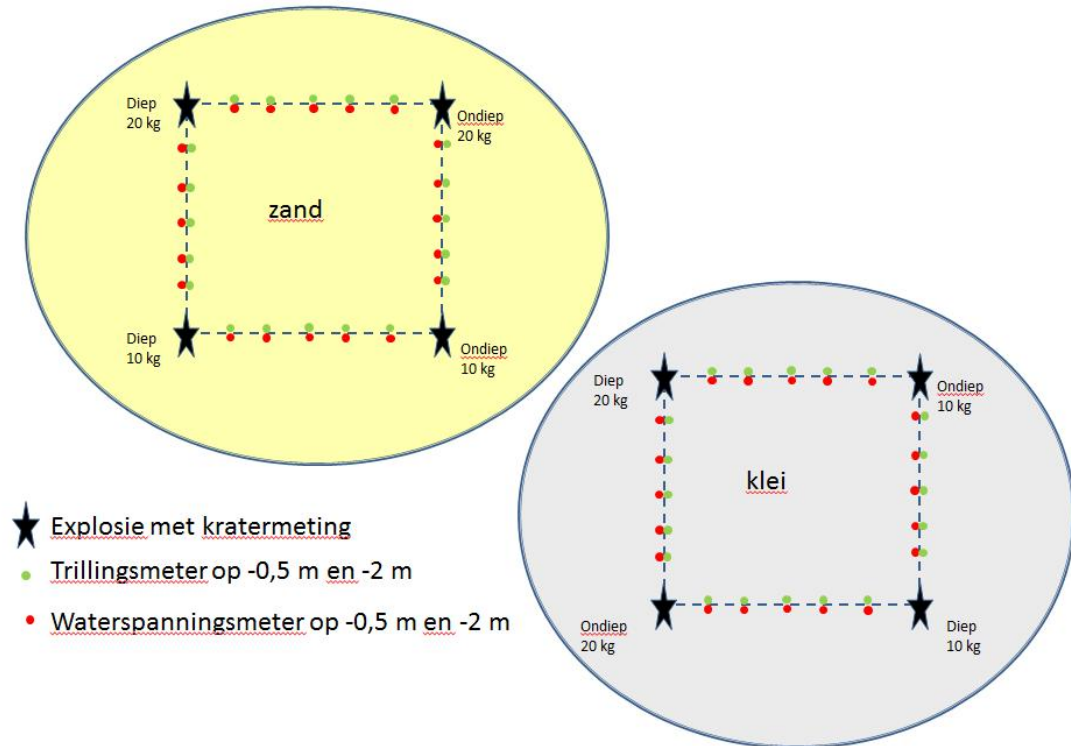 Diep
20 kg
Ondiep
20 kg
zand
Diep
10 kg
Ondiep
10 kg
Diep
20 kg
Ondiep
10 kg
klei
Ondiep
20 kg
Diep
10 kg
Explosie met kratermeting
Trillingsmeter op -0,5 m en -2 m
Waterspanningsmeter op -0,5 m en -2 m